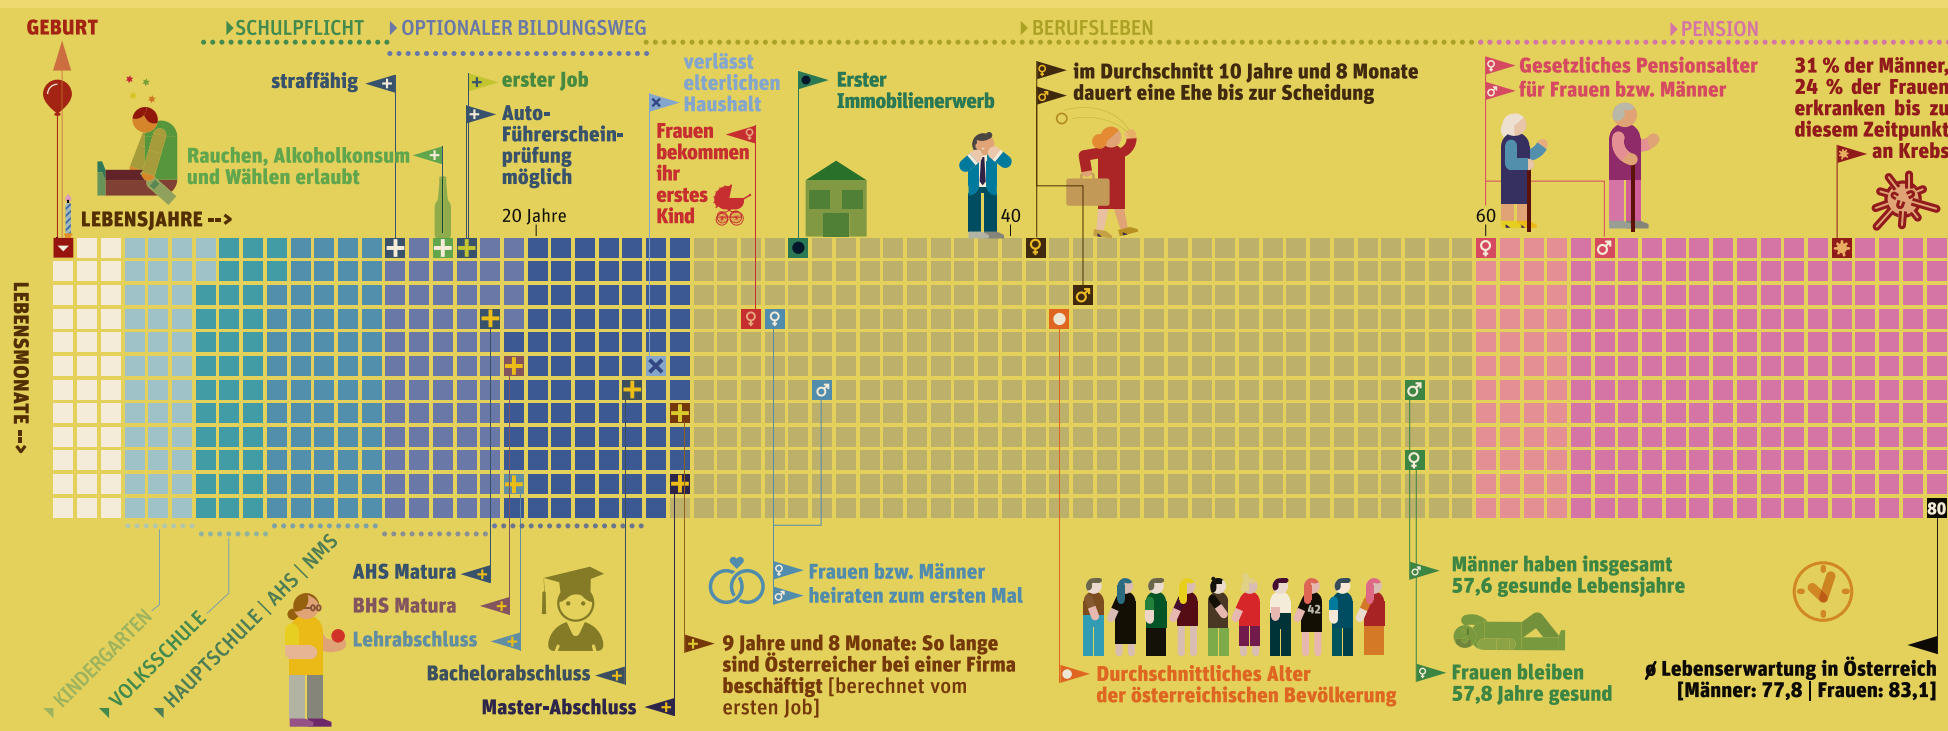 GEBURT
SCHULPFLICHT
OPTIONALER BILDUNGSWEG
BERUFSLEBEN
PENSION
straffähig
erster Job
Auto-
Führerschein-
prüfung
möglich
Rauchen, Alkoholkonsum
und Wählen erlaubt
verlässt
elterlichen
Haushalt
Frauen
bekommen
ihr
erstes
Kind
Erster
Immobilienerwerb
im Durchschnitt 10 Jahre und 8 Monate
dauert eine Ehe bis zur Scheidung
Gesetzliches Pensionsalter
für Frauen bzw. Männer
31 % der Männer,
24 % der Frauen
erkranken bis zu
diesem Zeitpunkt
an Krebs
LEBENSJAHRE -->
20 Jahre
40
60
LEBENSMONATE -->
80
KINDERGARTEN
VOLKSSCHULE
HAUPTSCHULE | AHS | NMS
AHS Matura
BHS Matura
Lehrabschluss
Bachelorabschluss
Master-Abschluss
Frauen bzw. Männer
heiraten zum ersten Mal
9 Jahre und 8 Monate: So lange
sind Österreicher bei einer Firma
beschäftigt [berechnet vom
ersten Job]
42
Durchschnittliches Alter
der österreichischen Bevölkerung
Männer haben insgesamt
57,6 gesunde Lebensjahre
Frauen bleiben
57,8 Jahre gesund
ø Lebenserwartung in Österreich
[Männer: 77,8 | Frauen: 83,1]